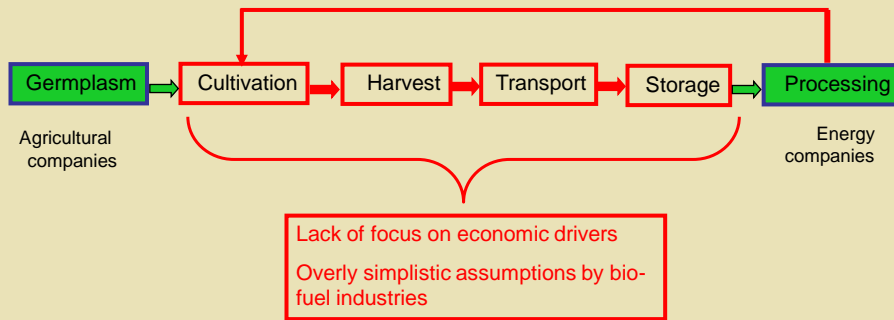 Germplasm
Cultivation
Harvest
Transport
Storage
Processing
Agricultural
companies
Energy
companies
Lack of focus on economic drivers
Overly simplistic assumptions by bio-
fuel industries